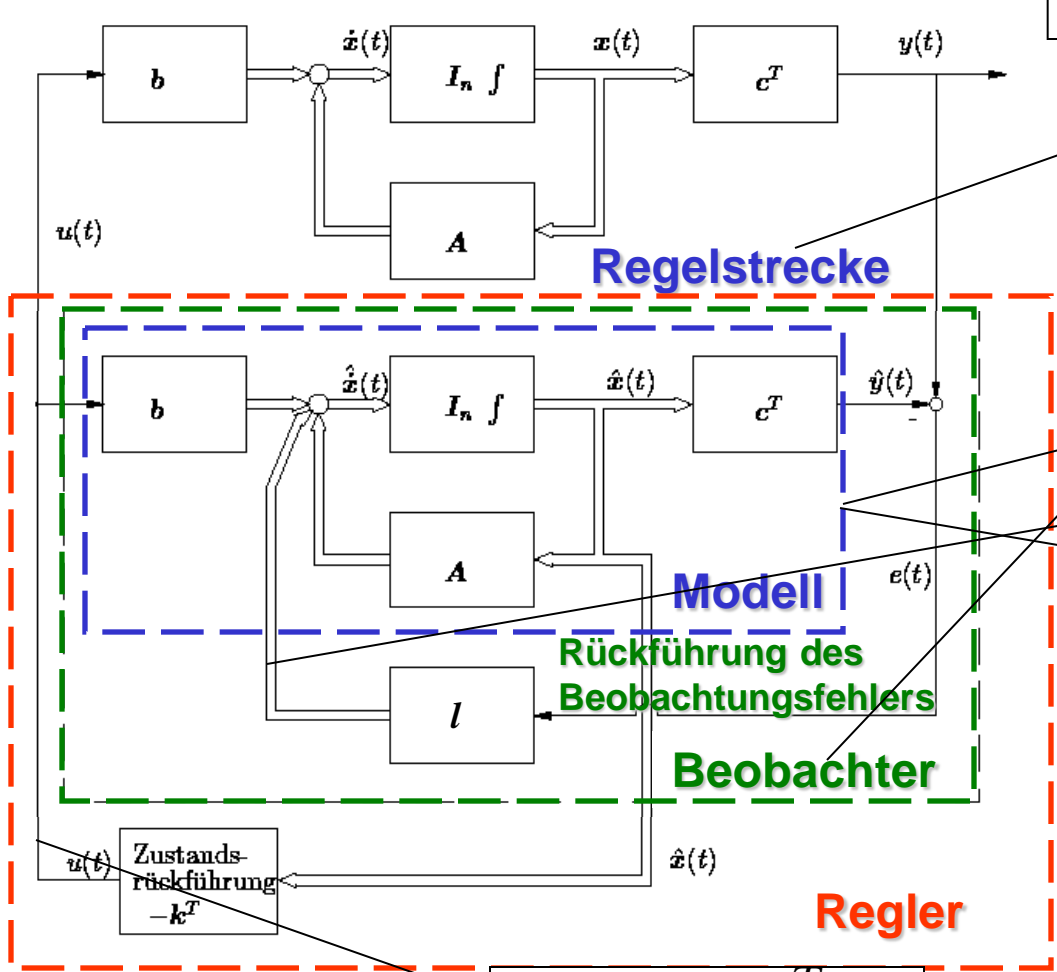 ẋ(t)
x(t)
y(t)
b
Iₙ ∫
cᵀ
u(t)
A
Regelstrecke
x̂̇(t)
x̂(t)
ŷ(t)
b
Iₙ ∫
cᵀ
-
A
e(t)
Modell
Rückführung des
Beobachtungsfehlers
l
Beobachter
u(t)
Zustands-
rückführung
−kᵀ
x̂(t)
Regler